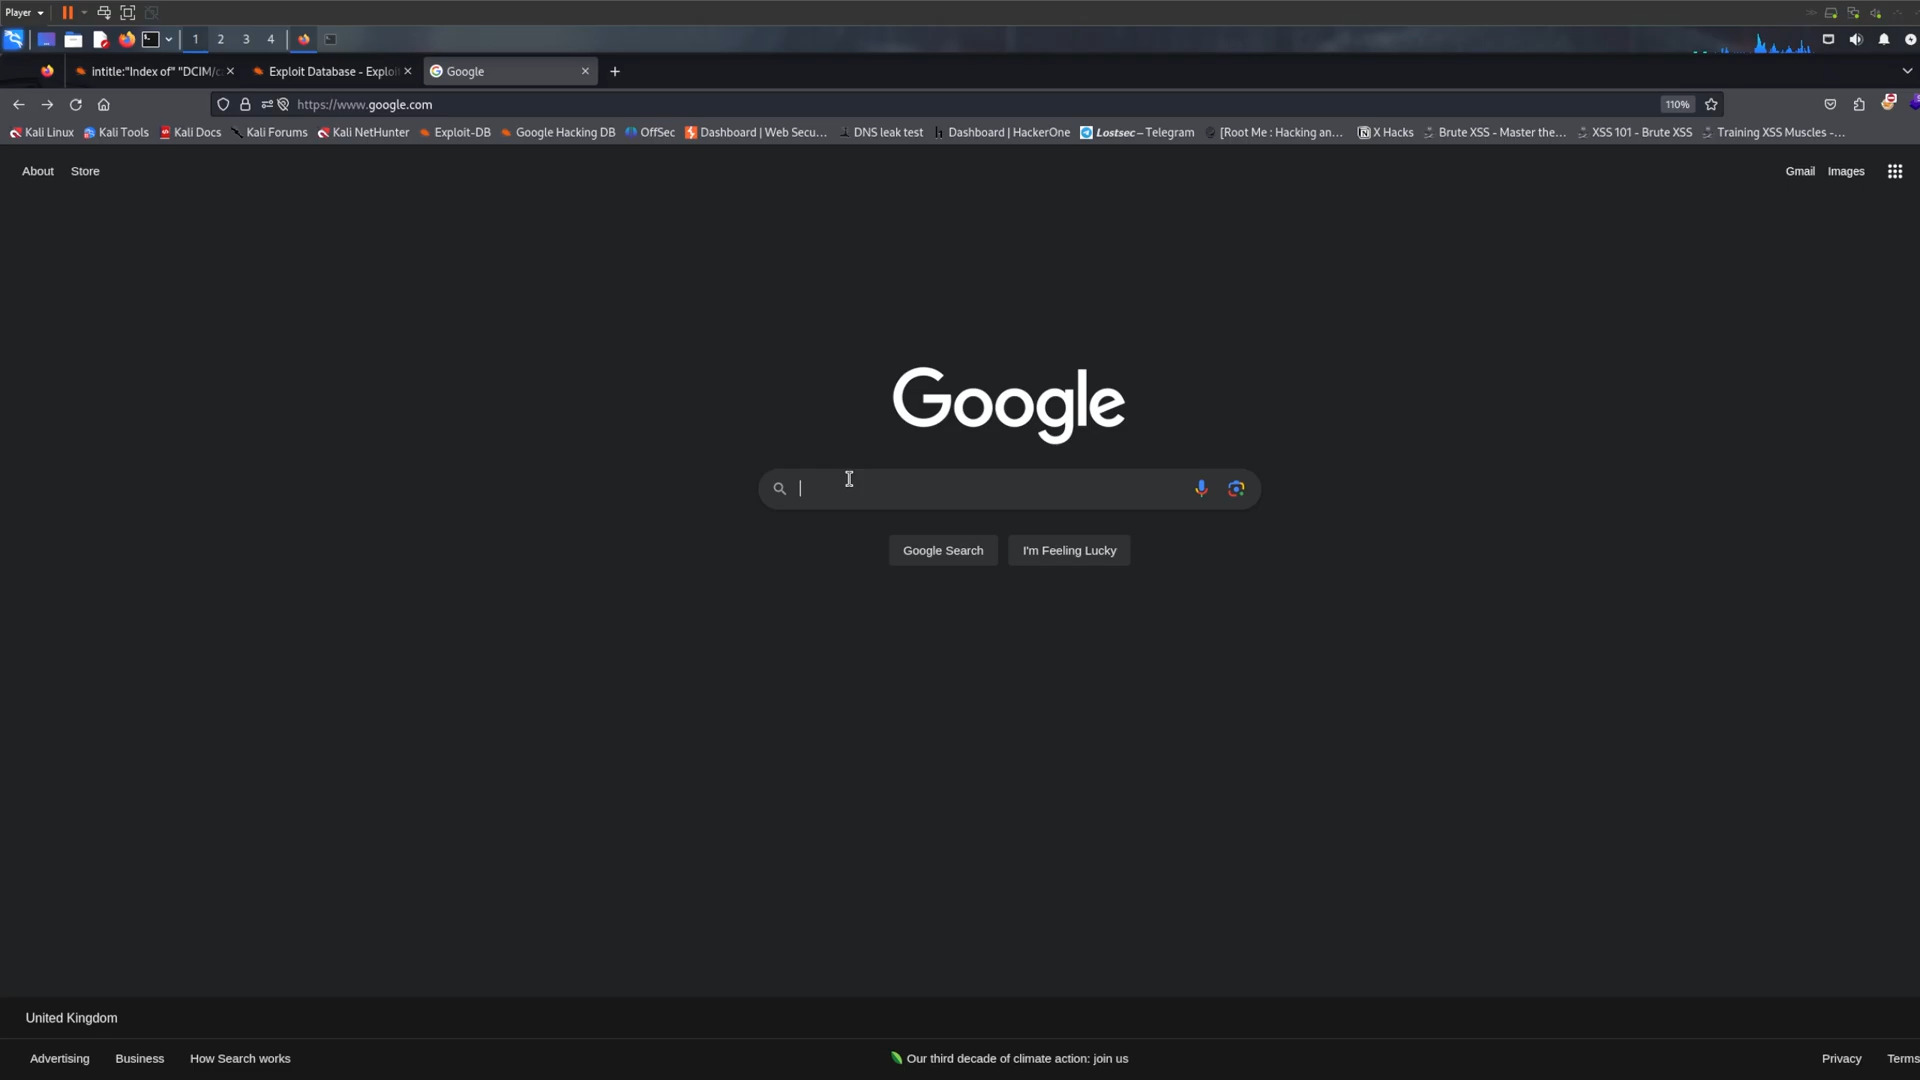 Player
1 2 3 4
intitle:"Index of" "DCIM/c Exploit Database - Exploi Google
https://www.google.com 110%
Kali Linux Kali Tools Kali Docs Kali Forums Kali NetHunter Exploit-DB Google Hacking DB OffSec Dashboard | Web Secu... DNS leak test Dashboard | HackerOne Lostsec – Telegram [Root Me : Hacking an... X Hacks Brute XSS - Master the... XSS 101 - Brute XSS Training XSS Muscles -...
About Store Gmail Images
Google
Google Search I'm Feeling Lucky
United Kingdom
Advertising Business How Search works Our third decade of climate action: join us Privacy Terms